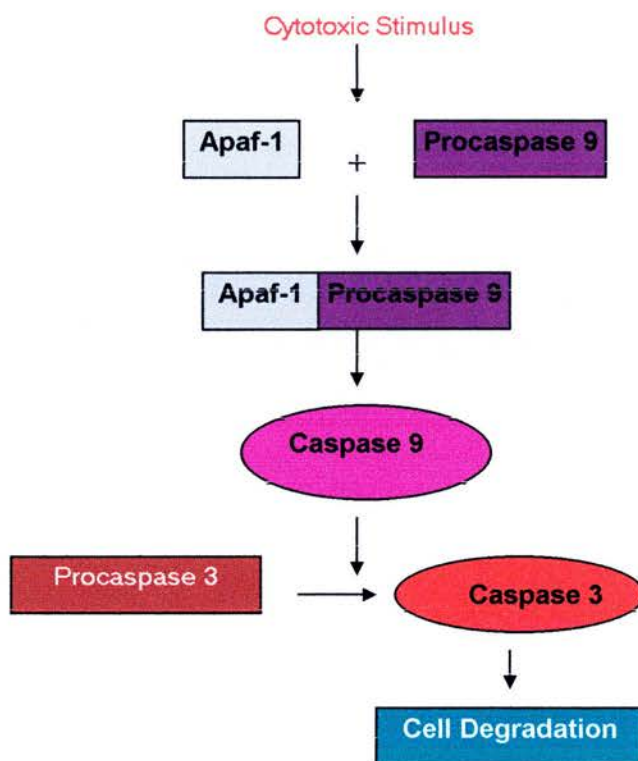 Cytotoxic Stimulus
Apaf-1
+
Procaspase 9
Apaf-1 Procaspase 9
Caspase 9
Procaspase 3
Caspase 3
Cell Degradation